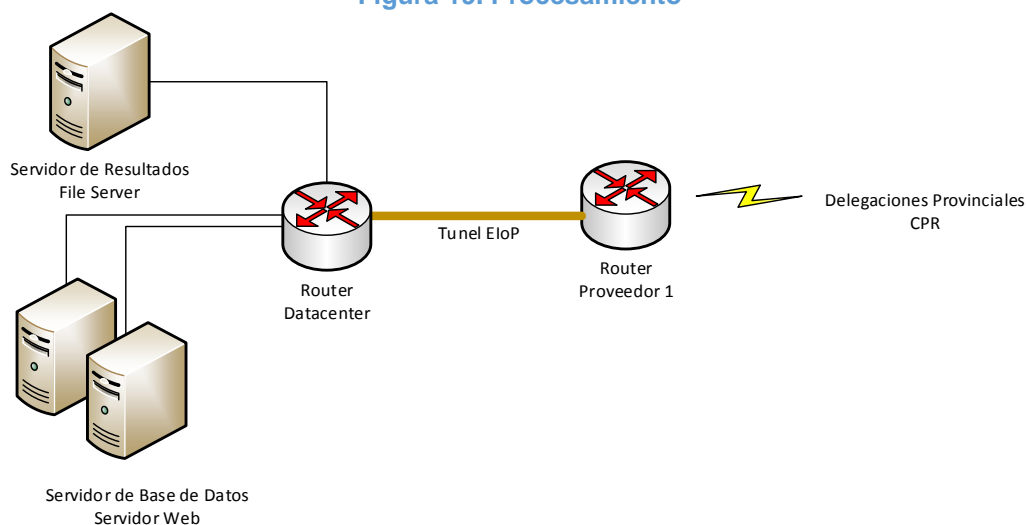 Servidor de Resultados
File Server
Router
Datacenter
Tunel EIoP
Router
Proveedor 1
Delegaciones Provinciales
CPR
Servidor de Base de Datos
Servidor Web